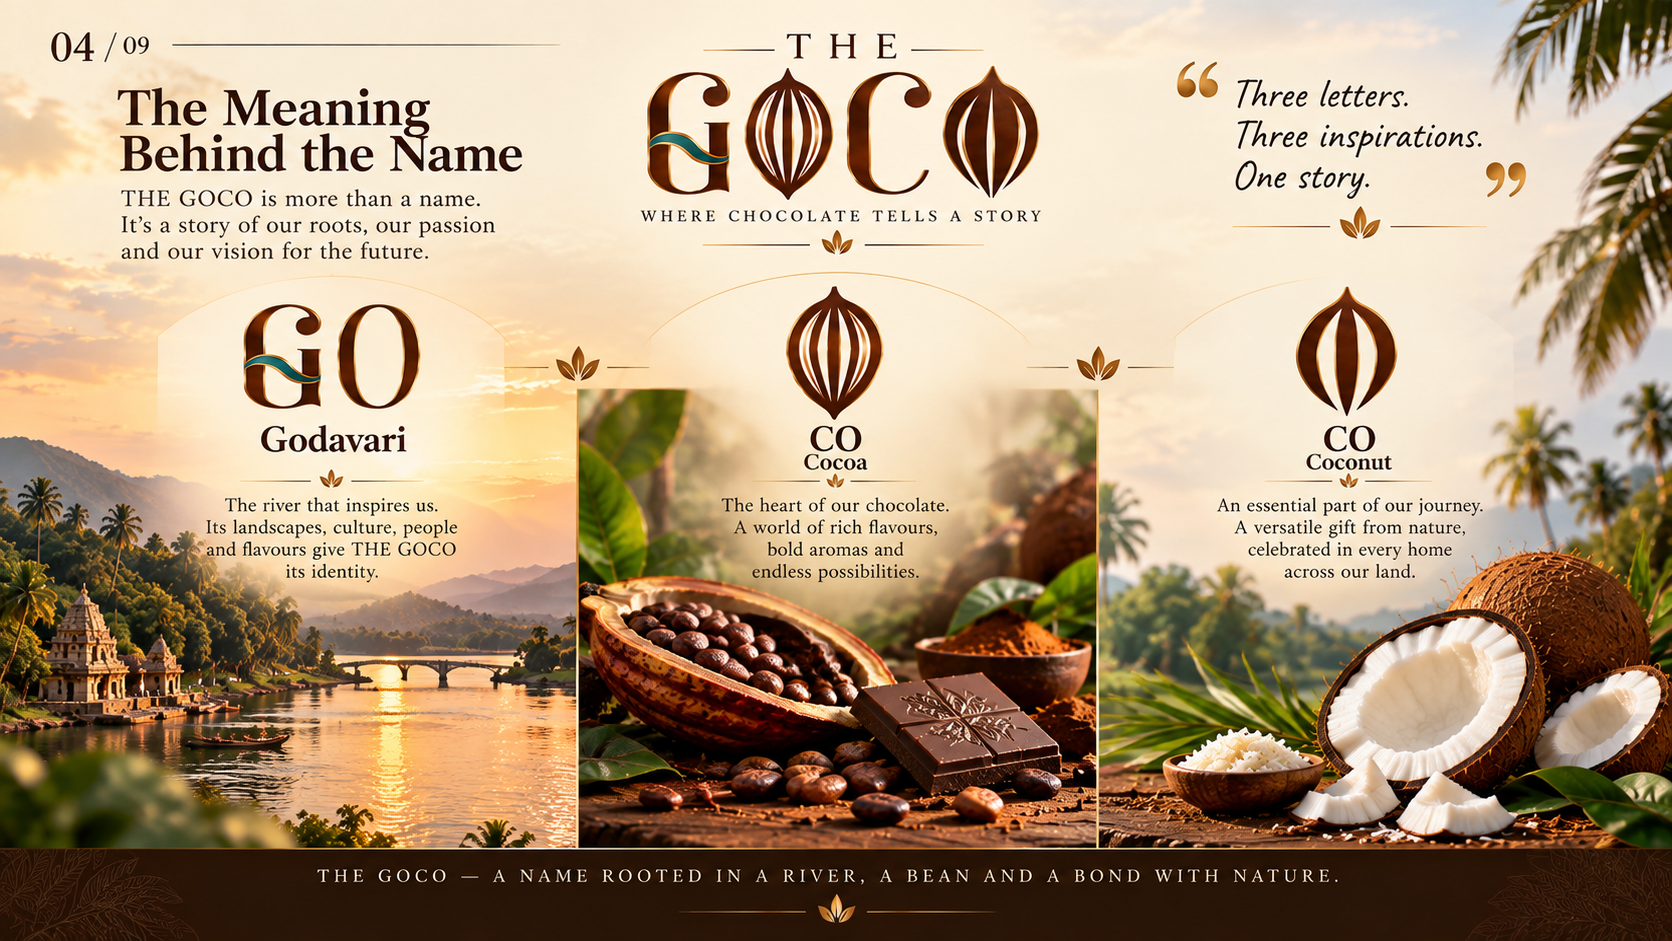 04 / 09
The Meaning
Behind the Name
THE GOCO is more than a name.
It's a story of our roots, our passion
and our vision for the future.
THE
GOCO
WHERE CHOCOLATE TELLS A STORY
“ Three letters.
Three inspirations.
One story. ”
GO
Godavari
The river that inspires us.
Its landscapes, culture, people
and flavours give THE GOCO
its identity.
CO
Cocoa
The heart of our chocolate.
A world of rich flavours,
bold aromas and
endless possibilities.
CO
Coconut
An essential part of our journey.
A versatile gift from nature,
celebrated in every home
across our land.
THE GOCO — A NAME ROOTED IN A RIVER, A BEAN AND A BOND WITH NATURE.